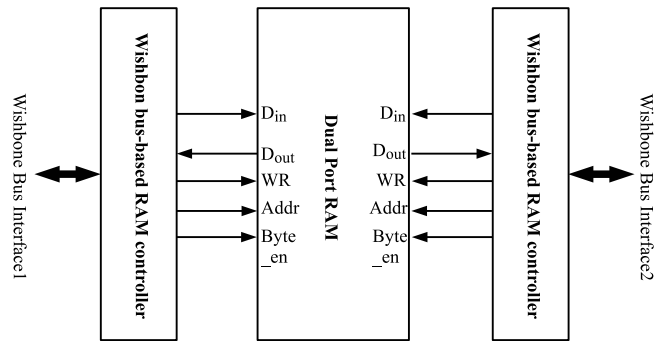 Wishbone Bus Interface1
Wishbon bus-based RAM controller
Din
Dout
WR
Addr
Byte
_en
Dual Port RAM
Din
Dout
WR
Addr
Byte
_en
Wishbon bus-based RAM controller
Wishbone Bus Interface2